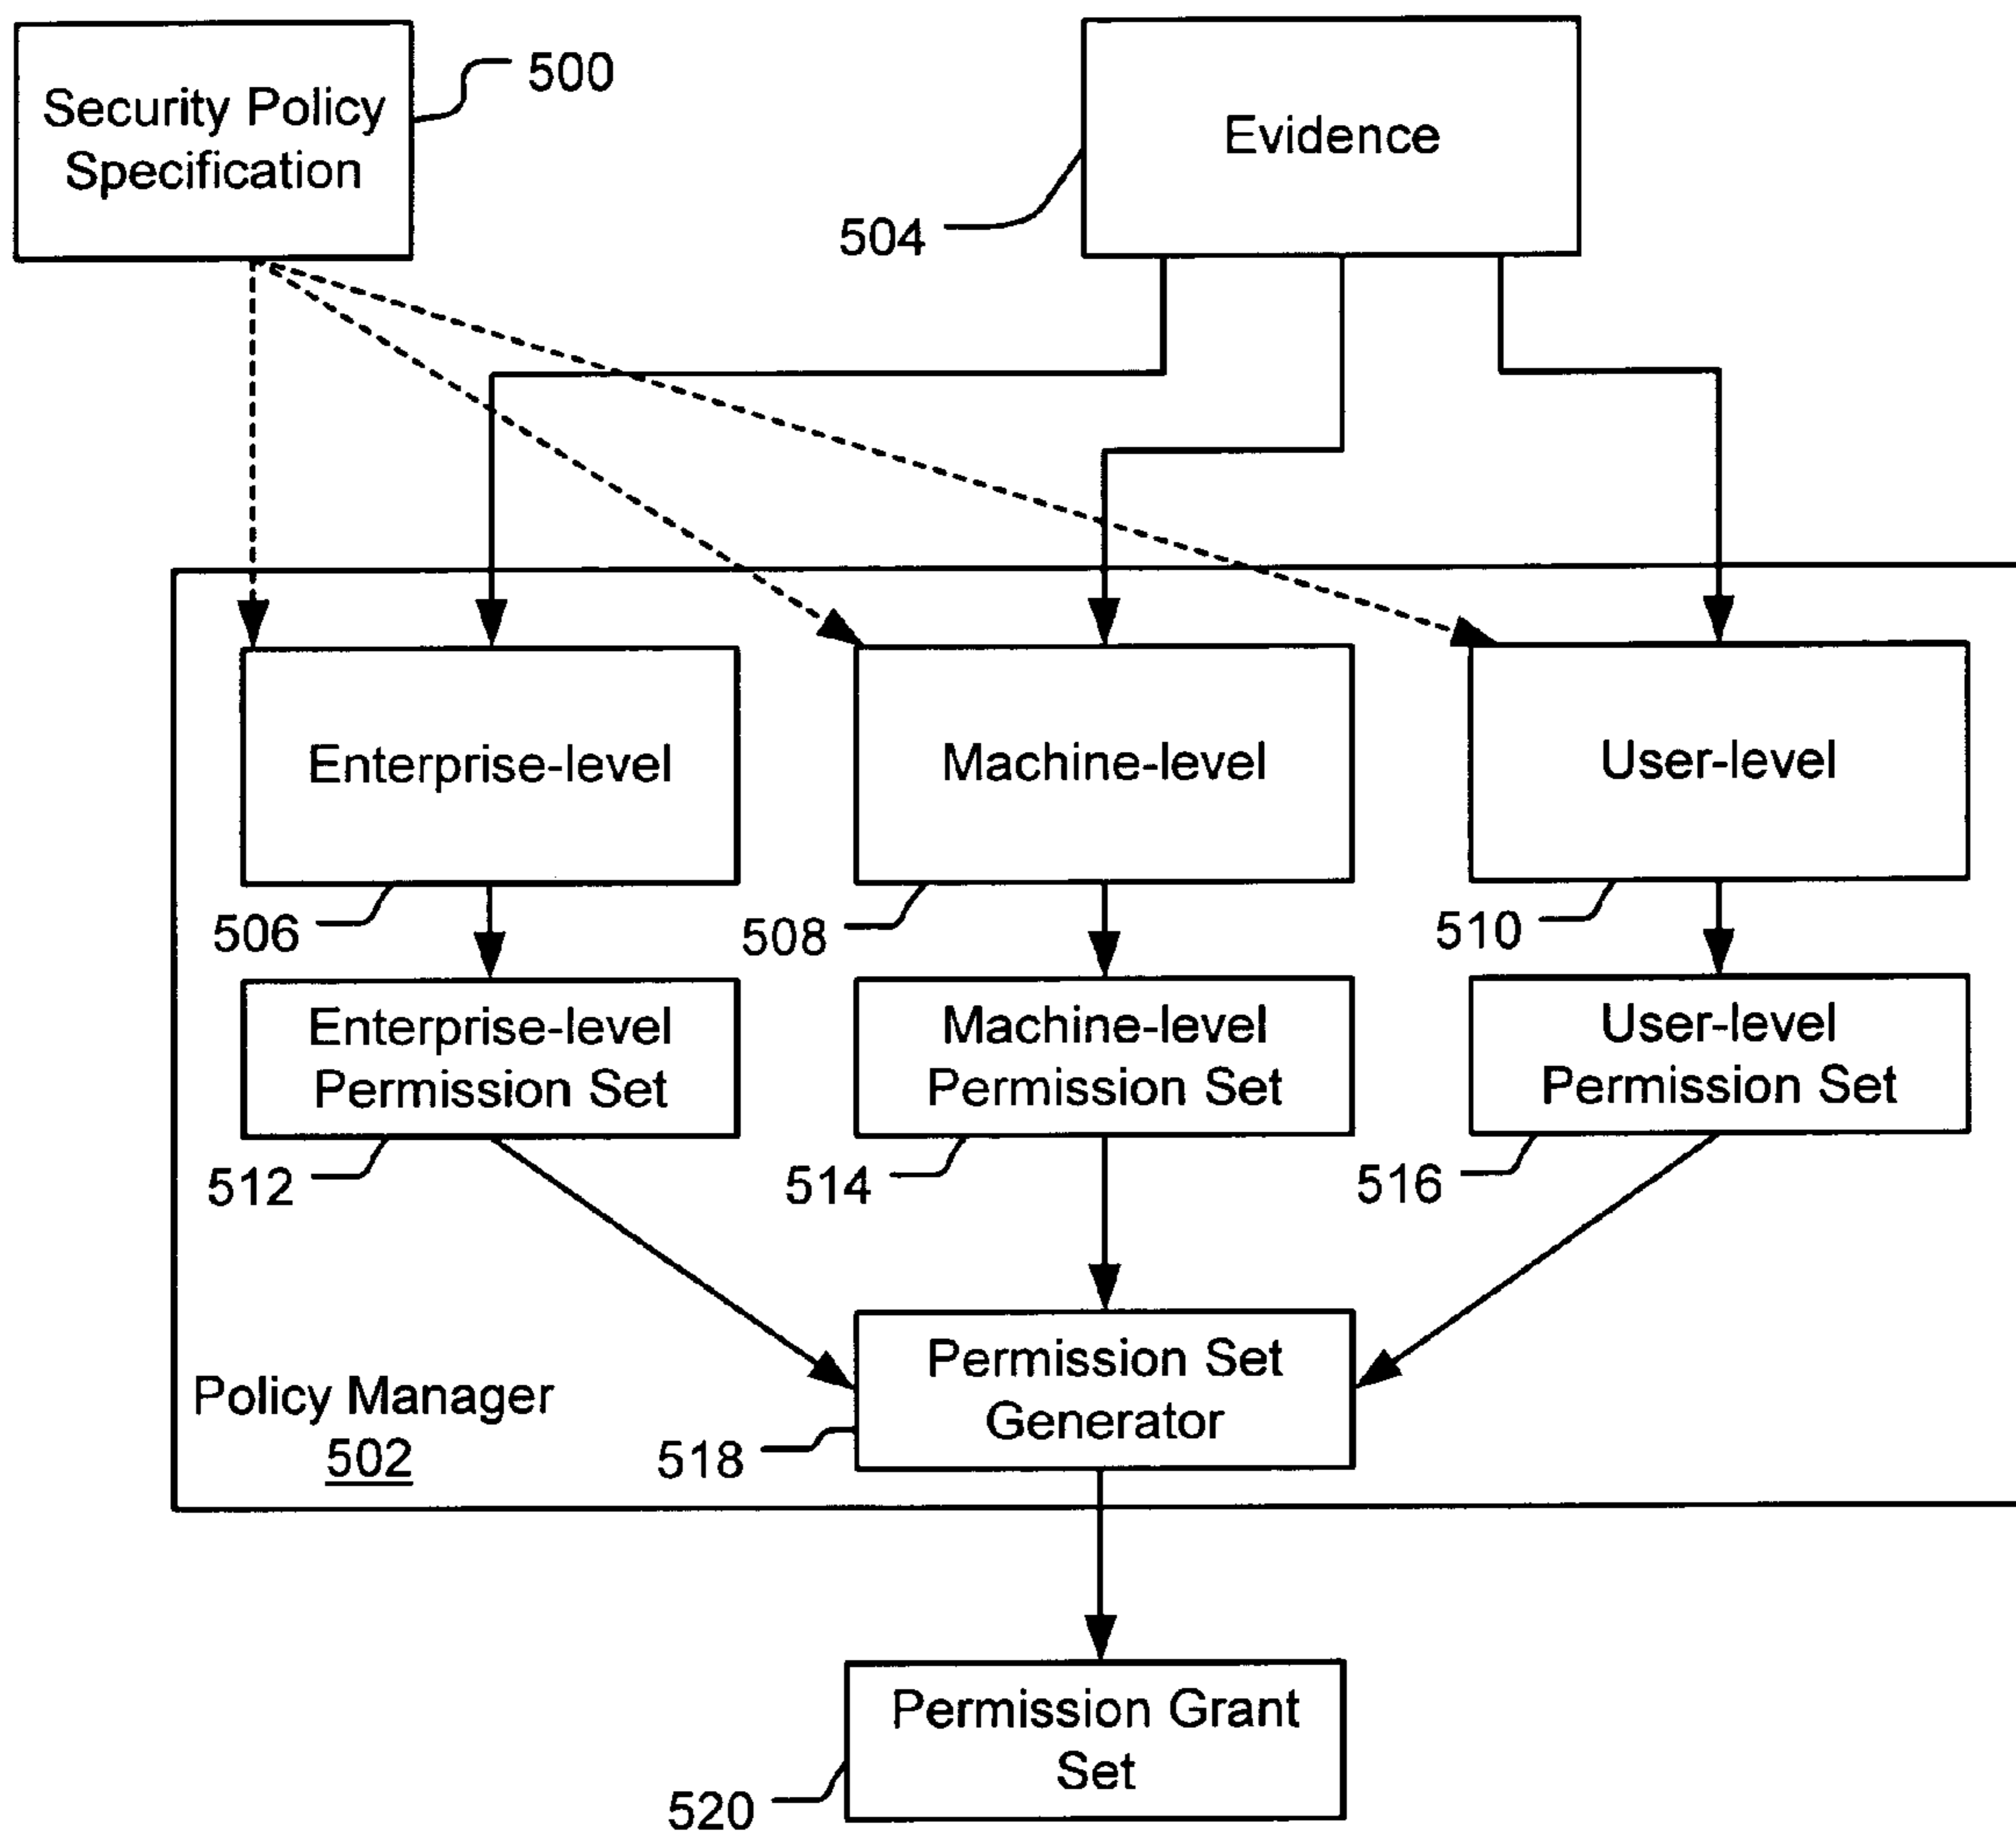 Security Policy
Specification
500
Evidence
504
Enterprise-level
Machine-level
User-level
506
508
510
Enterprise-level
Permission Set
Machine-level
Permission Set
User-level
Permission Set
512
514
516
Permission Set
Generator
Policy Manager
502
518
Permission Grant
Set
520